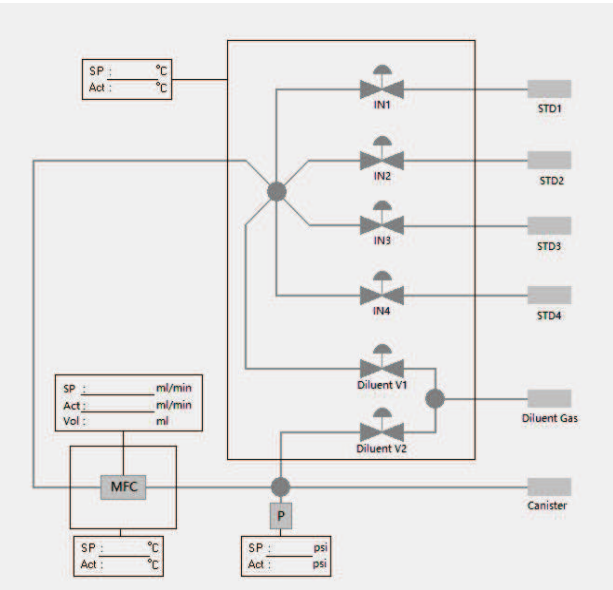 SP : °C
Act : °C
IN1
STD1
IN2
STD2
IN3
STD3
IN4
STD4
SP : ml/min
Act : ml/min
Vol : ml
Diluent V1
Diluent Gas
Diluent V2
MFC
Canister
P
SP : °C
Act : °C
SP : psi
Act : psi